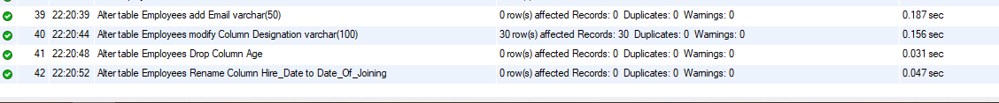 39 22:20:39 Alter table Employees add Email varchar(50) 0 row(s) affected Records: 0 Duplicates: 0 Warnings: 0 0.187 sec
40 22:20:44 Alter table Employees modify Column Designation varchar(100) 30 row(s) affected Records: 30 Duplicates: 0 Warnings: 0 0.156 sec
41 22:20:48 Alter table Employees Drop Column Age 0 row(s) affected Records: 0 Duplicates: 0 Warnings: 0 0.031 sec
42 22:20:52 Alter table Employees Rename Column Hire_Date to Date_Of_Joining 0 row(s) affected Records: 0 Duplicates: 0 Warnings: 0 0.047 sec